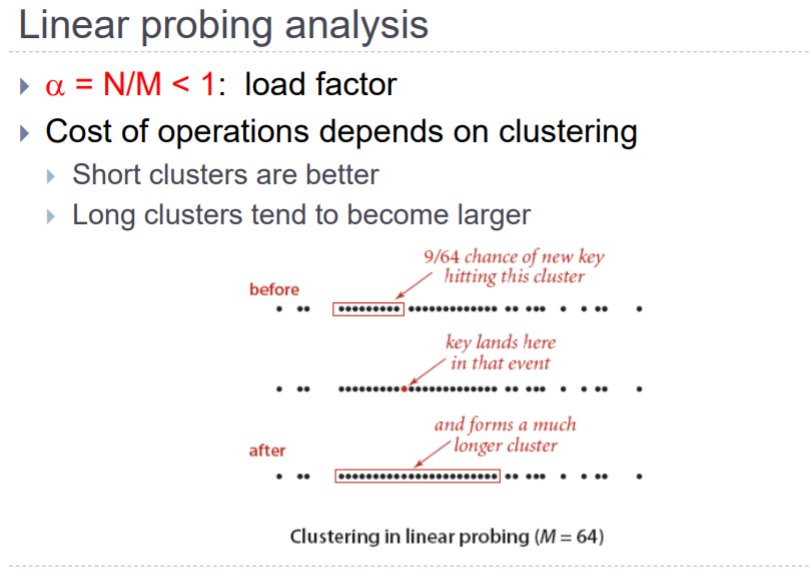 Linear probing analysis
α = N/M < 1: load factor
Cost of operations depends on clustering
Short clusters are better
Long clusters tend to become larger
9/64 chance of new key
hitting this cluster
before
key lands here
in that event
and forms a much
longer cluster
after
Clustering in linear probing (M = 64)